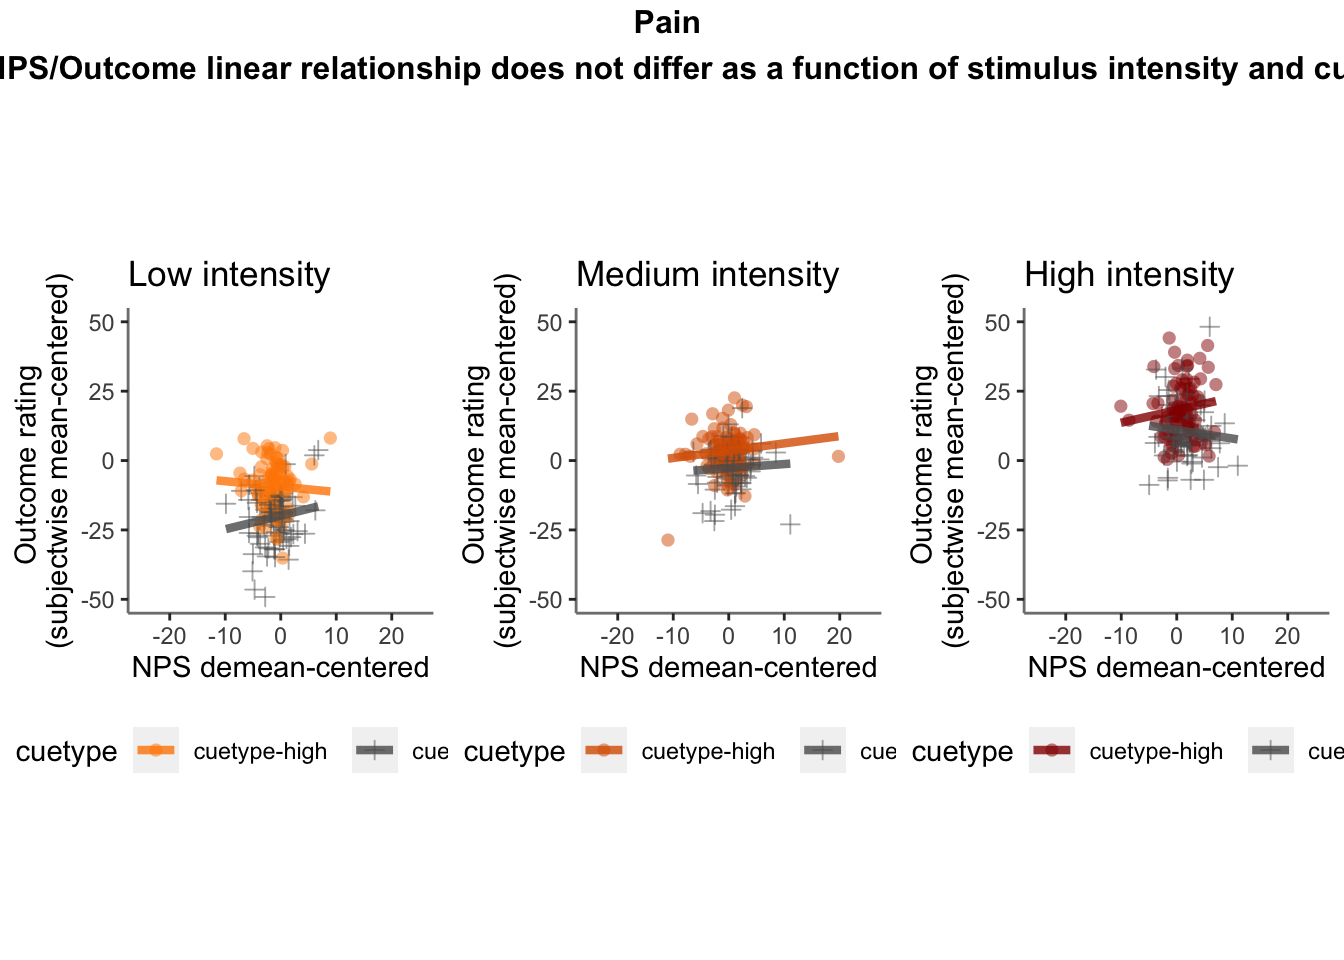 Pain
NPS/Outcome linear relationship does not differ as a function of stimulus intensity and cu
Low intensity
Outcome rating
(subjectwise mean-centered)
50
25
0
-25
-50
-20 -10 0 10 20
NPS demean-centered
cuetype cuetype-high cue
Medium intensity
Outcome rating
(subjectwise mean-centered)
50
25
0
-25
-50
-20 -10 0 10 20
NPS demean-centered
cuetype cuetype-high cue
High intensity
Outcome rating
(subjectwise mean-centered)
50
25
0
-25
-50
-20 -10 0 10 20
NPS demean-centered
cuetype cuetype-high cue